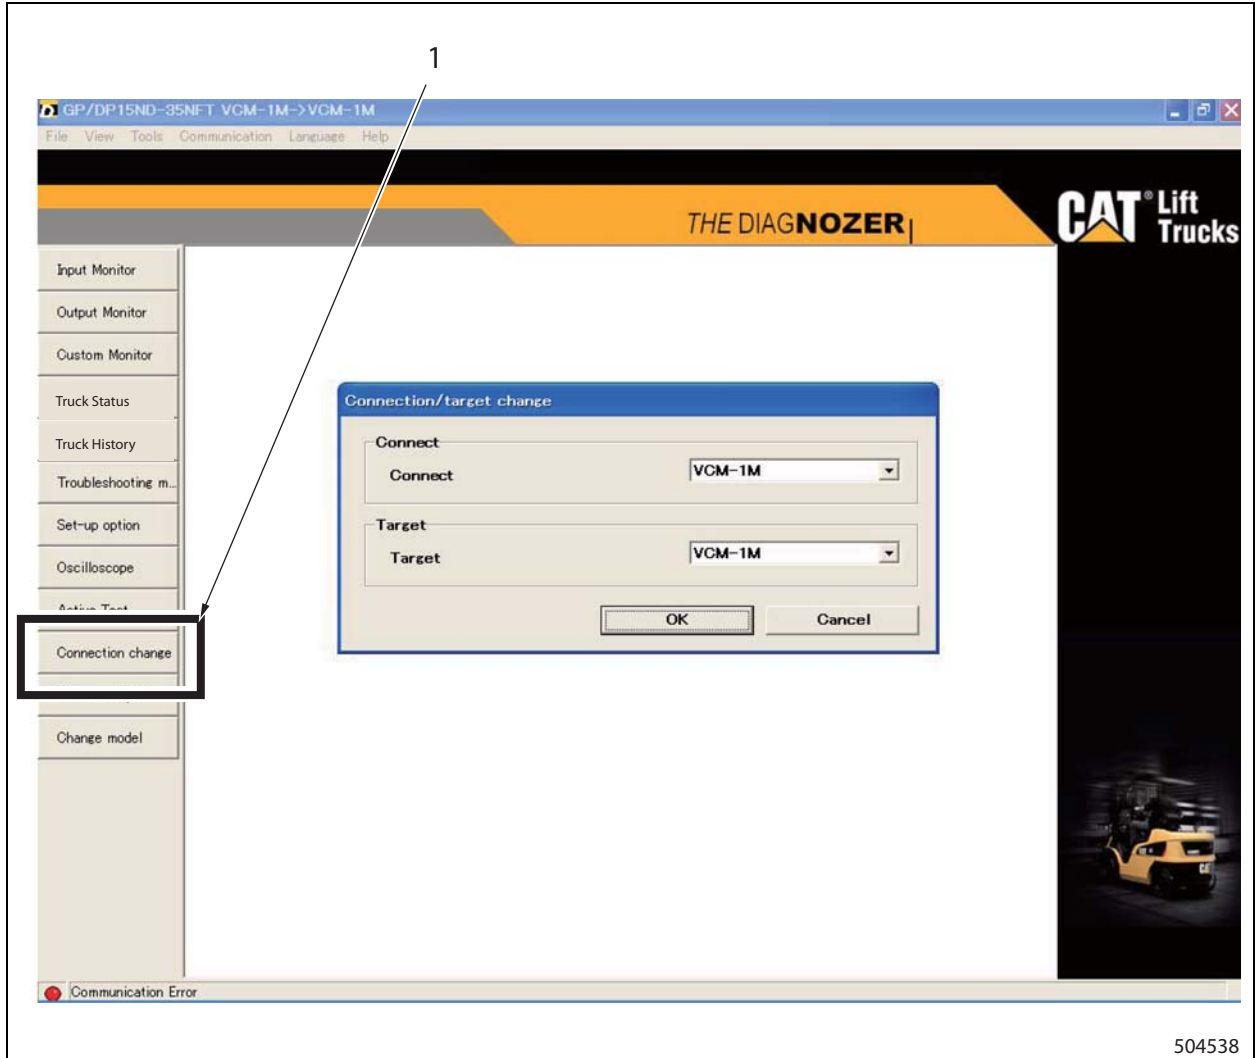 1
GP/DP15ND-35NFT VCM-1M->VCM-1M
File View Tools Communication Language Help
THE DIAGNOZER
CAT® Lift Trucks
Input Monitor
Output Monitor
Custom Monitor
Truck Status
Truck History
Troubleshooting m...
Set-up option
Oscilloscope
Active Test
Connection change
Change model
Connection/target change
Connect
Connect VCM-1M
Target
Target VCM-1M
OK Cancel
Communication Error
504538